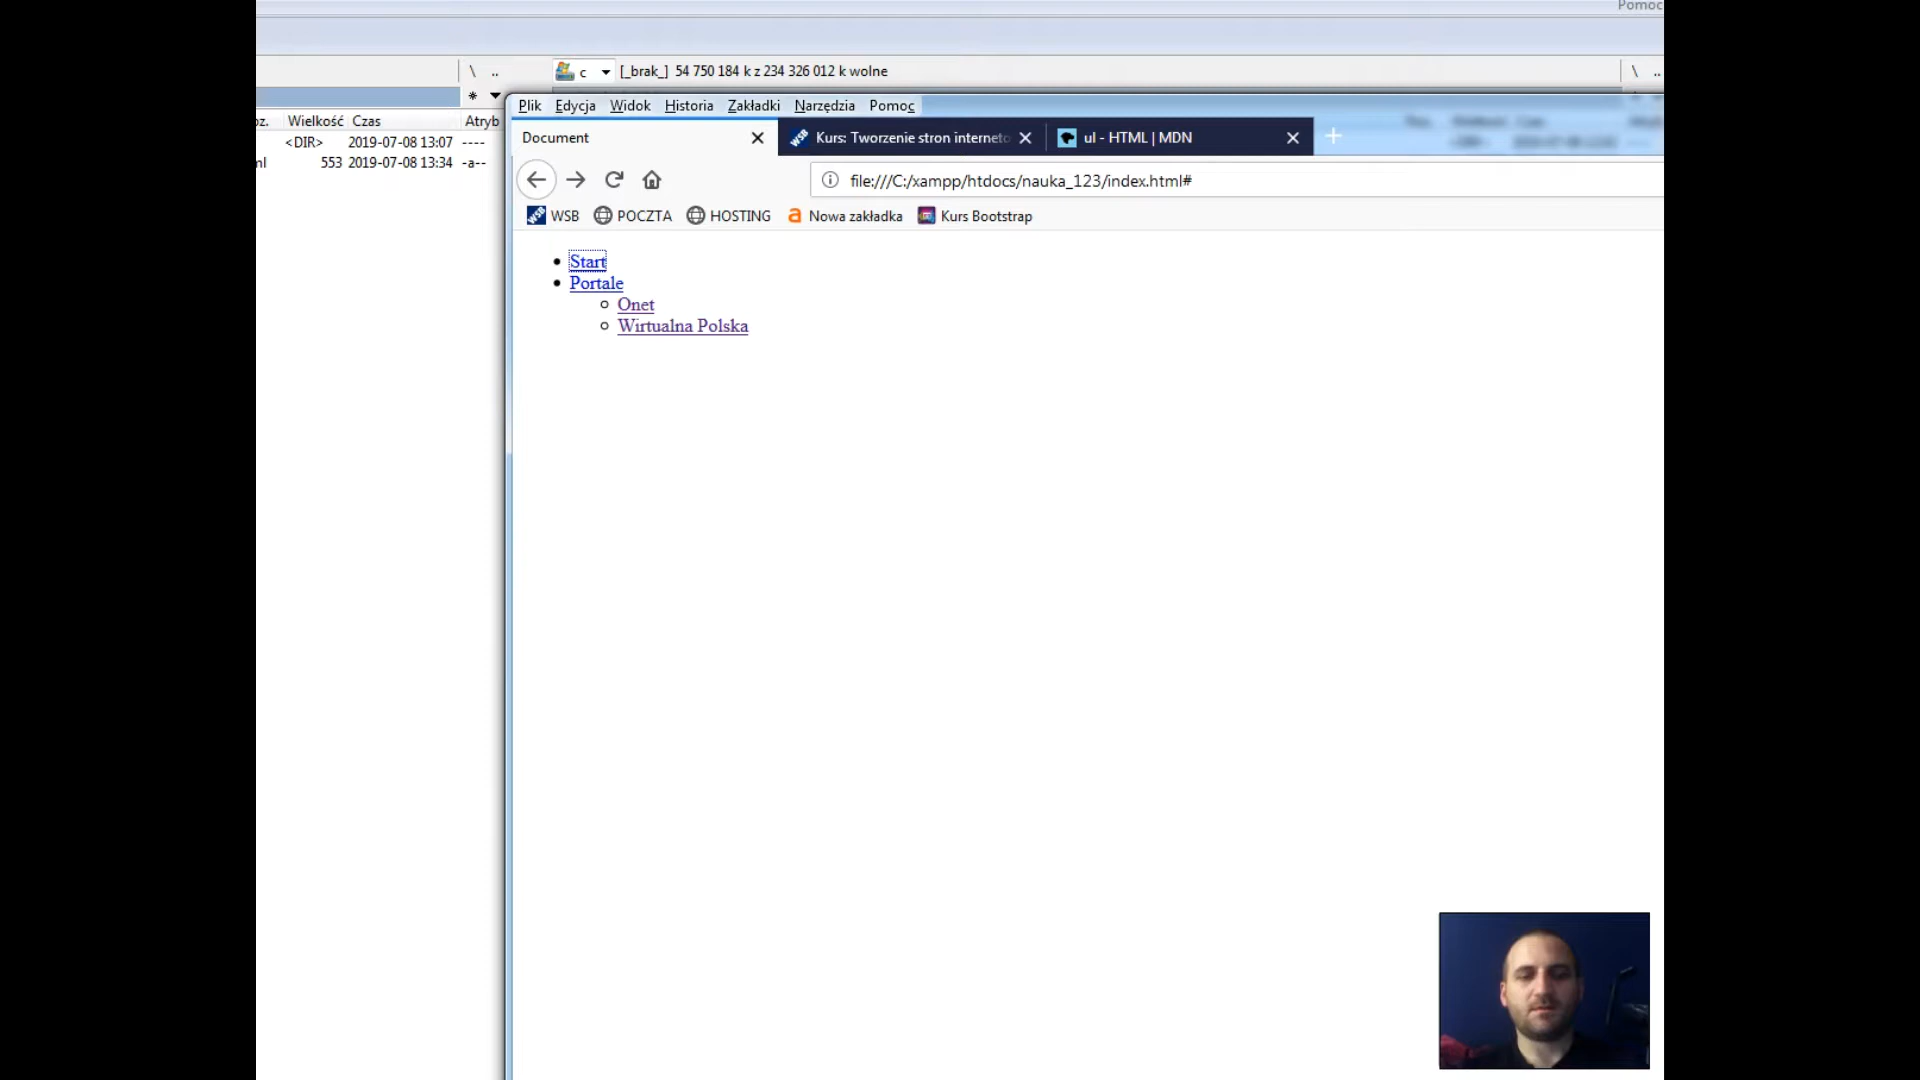 Pomoc
\ ..
c [_brak_] 54 750 184 k z 234 326 012 k wolne
\ ..
*
Plik Edycja Widok Historia Zakładki Narzędzia Pomoc
oz. Wielkość Czas Atryb
<DIR> 2019-07-08 13:07 ----
ml 553 2019-07-08 13:34 -a--
Document
Kurs: Tworzenie stron interneto
ul - HTML | MDN
file:///C:/xampp/htdocs/nauka_123/index.html#
WSB POCZTA HOSTING Nowa zakładka Kurs Bootstrap
Start
Portale
Onet
Wirtualna Polska